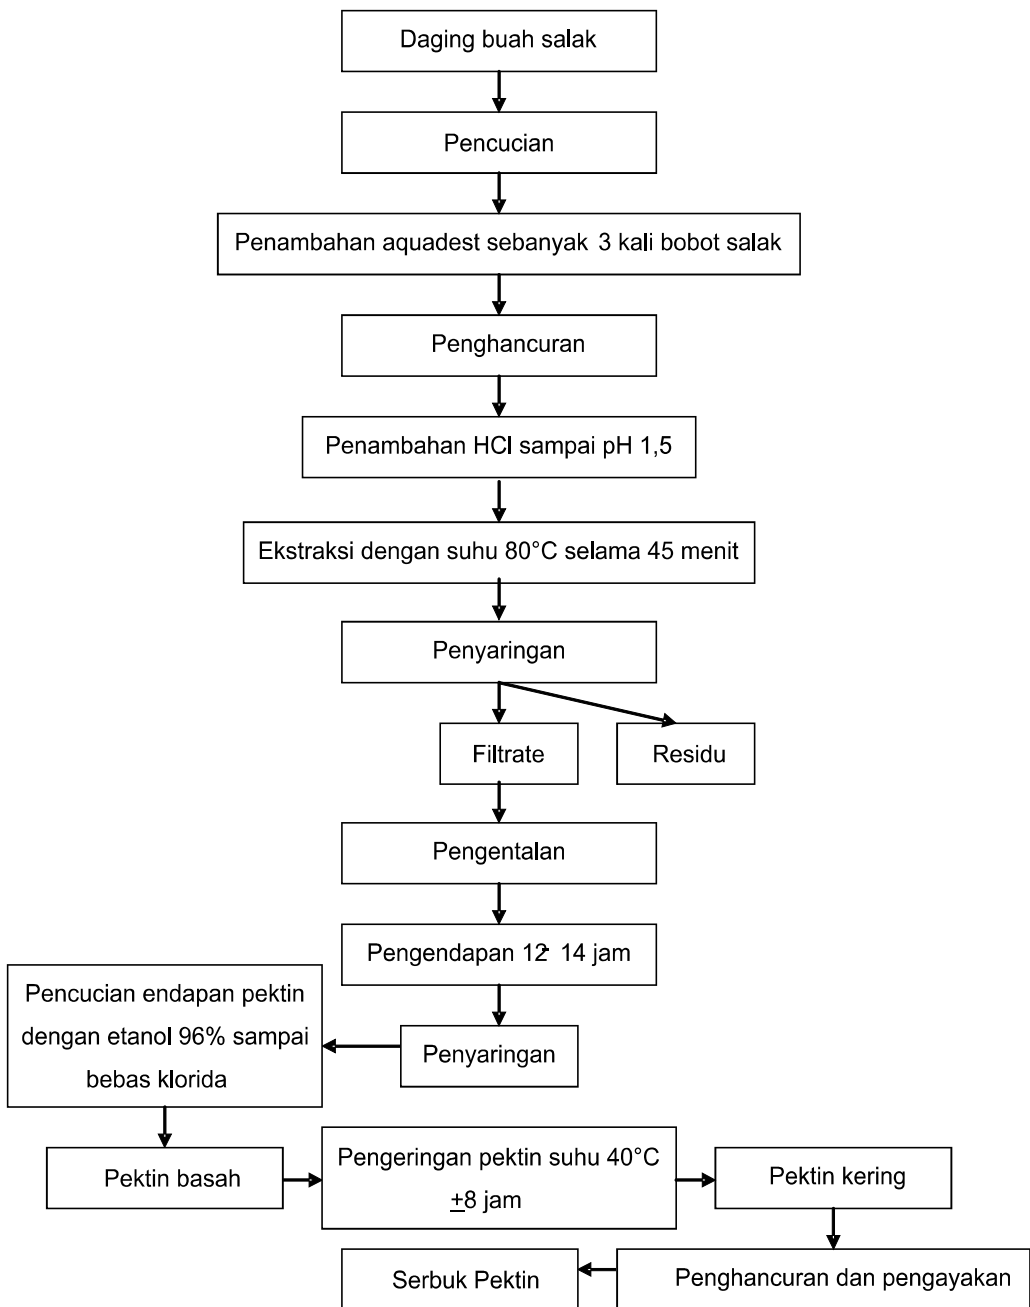 Daging buah salak
Pencucian
Penambahan aquadest sebanyak 3 kali bobot salak
Penghancuran
Penambahan HCl sampai pH 1,5
Ekstraksi dengan suhu 80°C selama 45 menit
Penyaringan
Filtrate
Residu
Pengentalan
Pengendapan 12- 14 jam
Penyaringan
Pencucian endapan pektin
dengan etanol 96% sampai
bebas klorida
Pektin basah
Pengeringan pektin suhu 40°C
±8 jam
Pektin kering
Penghancuran dan pengayakan
Serbuk Pektin